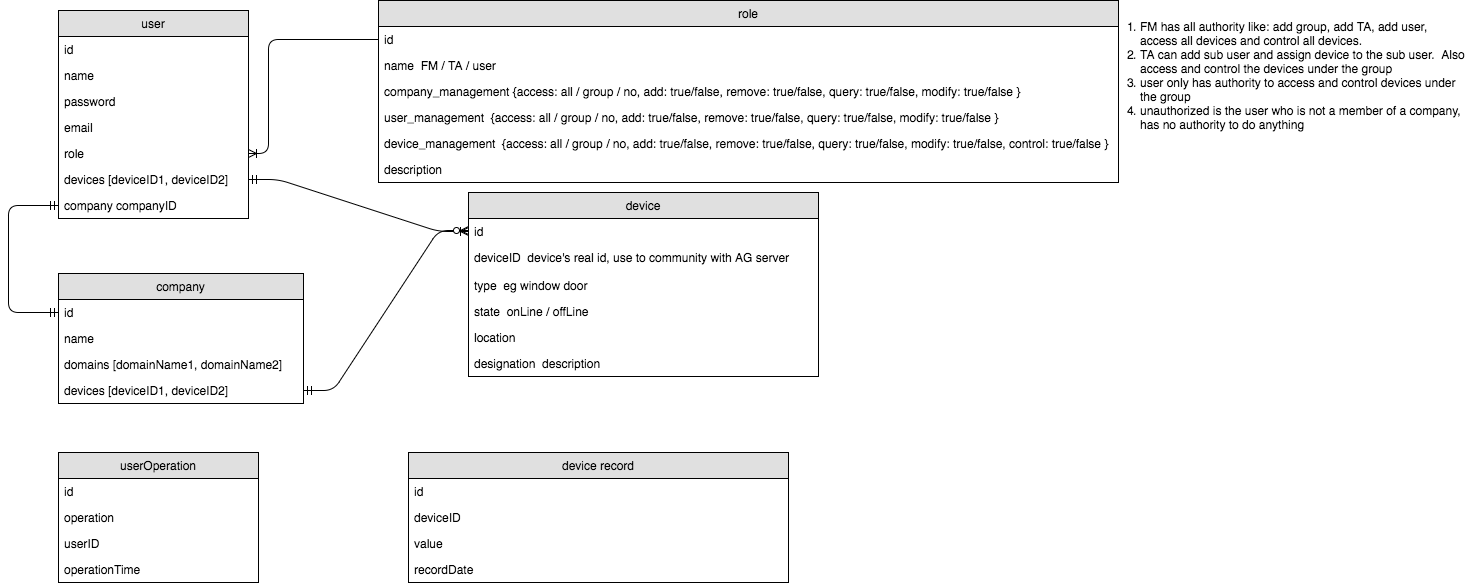 user
id
name
password
email
role
devices [deviceID1, deviceID2]
company companyID
role
id
name  FM / TA / user
company_management {access: all / group / no, add: true/false, remove: true/false, query: true/false, modify: true/false }
user_management  {access: all / group / no, add: true/false, remove: true/false, query: true/false, modify: true/false }
device_management  {access: all / group / no, add: true/false, remove: true/false, query: true/false, modify: true/false, control: true/false }
description
1. FM has all authority like: add group, add TA, add user,
access all devices and control all devices.
2. TA can add sub user and assign device to the sub user.  Also
access and control the devices under the group
3. user only has authority to access and control devices under
the group
4. unauthorized is the user who is not a member of a company,
has no authority to do anything
device
id
deviceID  device's real id, use to community with AG server
type  eg window door
state  onLine / offLine
location
designation  description
company
id
name
domains [domainName1, domainName2]
devices [deviceID1, deviceID2]
userOperation
id
operation
userID
operationTime
device record
id
deviceID
value
recordDate